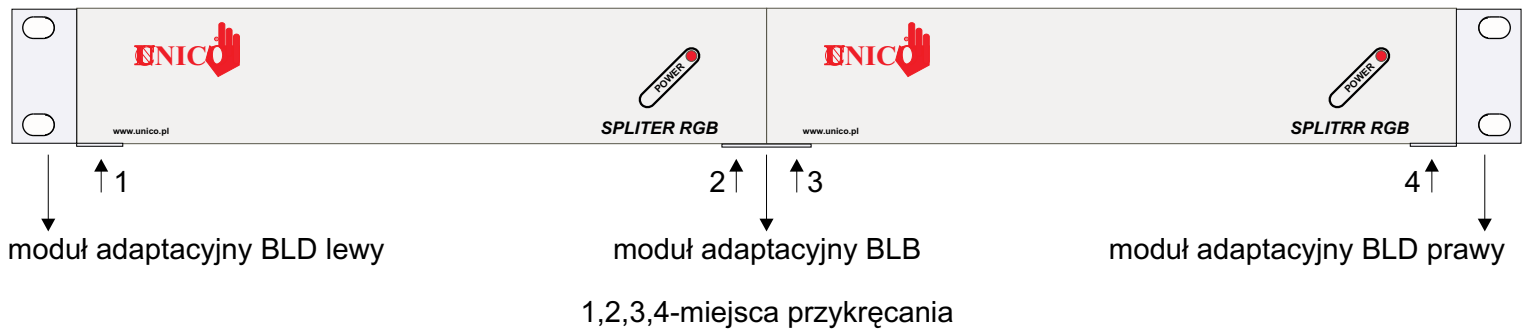 UNICO
POWER
www.unico.pl
SPLITER RGB
UNICO
POWER
www.unico.pl
SPLITRR RGB
1
2
3
4
moduł adaptacyjny BLD lewy
moduł adaptacyjny BLB
moduł adaptacyjny BLD prawy
1,2,3,4-miejsca przykręcania